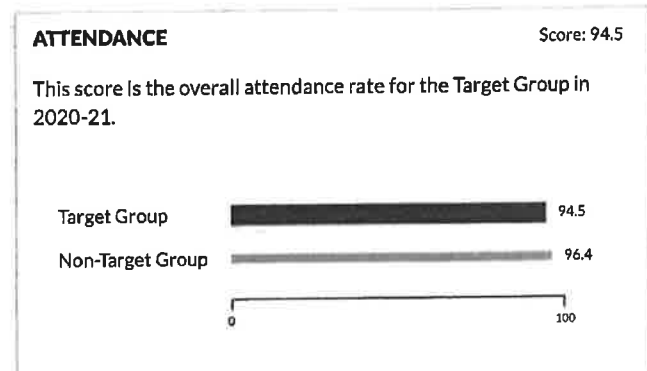 ATTENDANCE
Score: 94.5
This score is the overall attendance rate for the Target Group in
2020-21.
Target Group 94.5
Non-Target Group 96.4
0 100